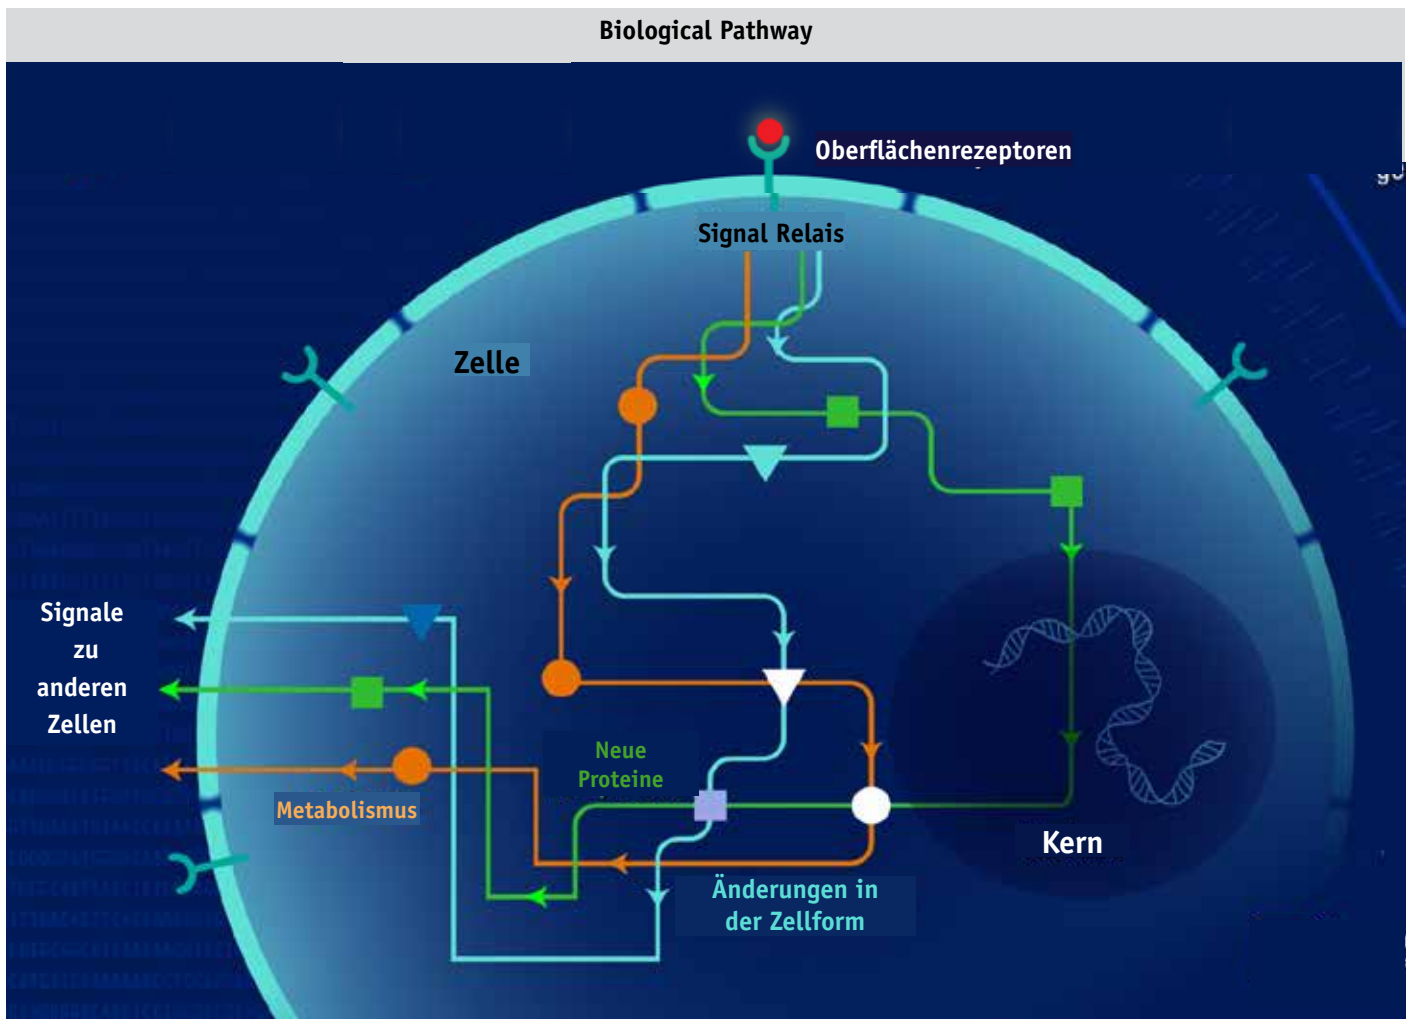 Biological Pathway
Oberflächenrezeptoren
Signal Relais
Zelle
Signale
zu
anderen
Zellen
Neue
Proteine
Metabolismus
Kern
Änderungen in
der Zellform